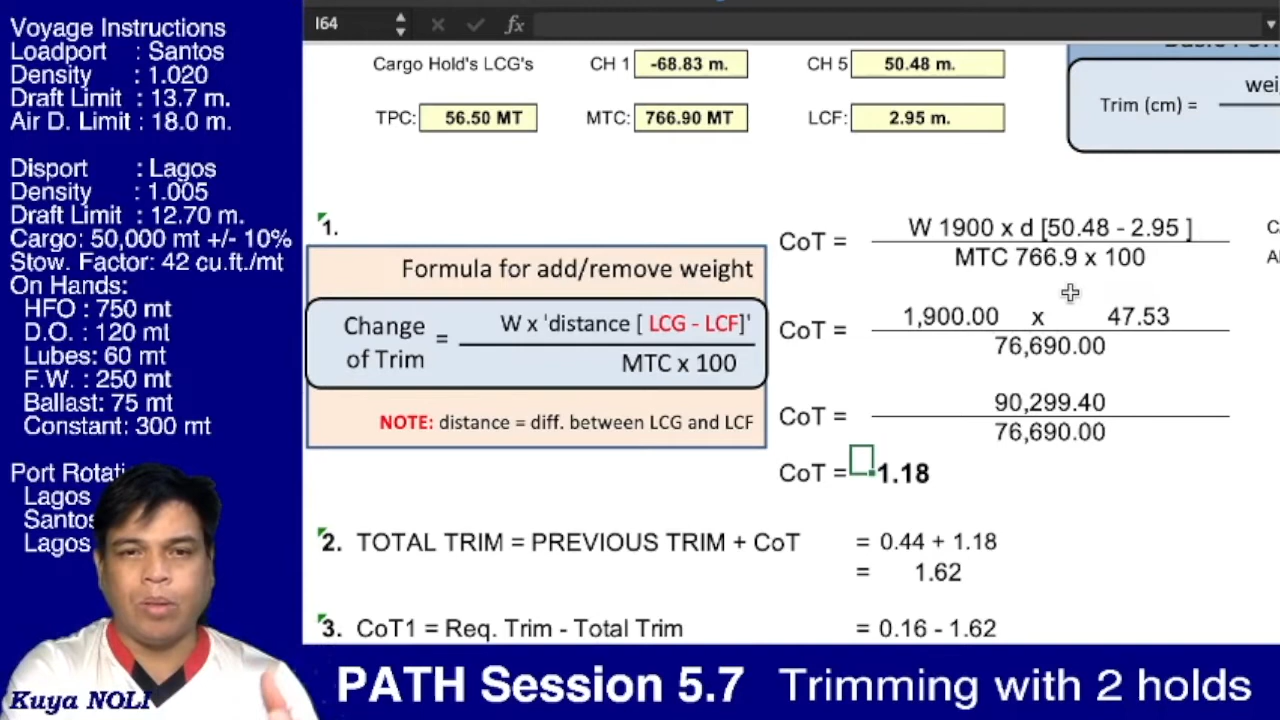 Voyage Instructions
Loadport : Santos
Density : 1.020
Draft Limit : 13.7 m.
Air D. Limit : 18.0 m.
Disport : Lagos
Density : 1.005
Draft Limit : 12.70 m.
Cargo: 50,000 mt +/- 10%
Stow. Factor: 42 cu.ft./mt
On Hands:
HFO : 750 mt
D.O. : 120 mt
Lubes: 60 mt
F.W. : 250 mt
Ballast: 75 mt
Constant: 300 mt
Port
Lagos
Santos
Lagos
Kuya NOLI
I64
fx
Cargo Hold's LCG's CH 1 -68.83 m. CH 5 50.48 m.
TPC: 56.50 MT MTC: 766.90 MT LCF: 2.95 m.
Trim (cm) =
1.
Formula for add/remove weight
Change of Trim = W x 'distance [ LCG - LCF]'
MTC x 100
NOTE: distance = diff. between LCG and LCF
CoT = W 1900 x d [50.48 - 2.95 ]
MTC 766.9 x 100
CoT = 1,900.00 x 47.53
76,690.00
CoT = 90,299.40
76,690.00
CoT = 1.18
2. TOTAL TRIM = PREVIOUS TRIM + CoT = 0.44 + 1.18
= 1.62
3. CoT1 = Req. Trim - Total Trim = 0.16 - 1.62
PATH Session 5.7 Trimming with 2 holds